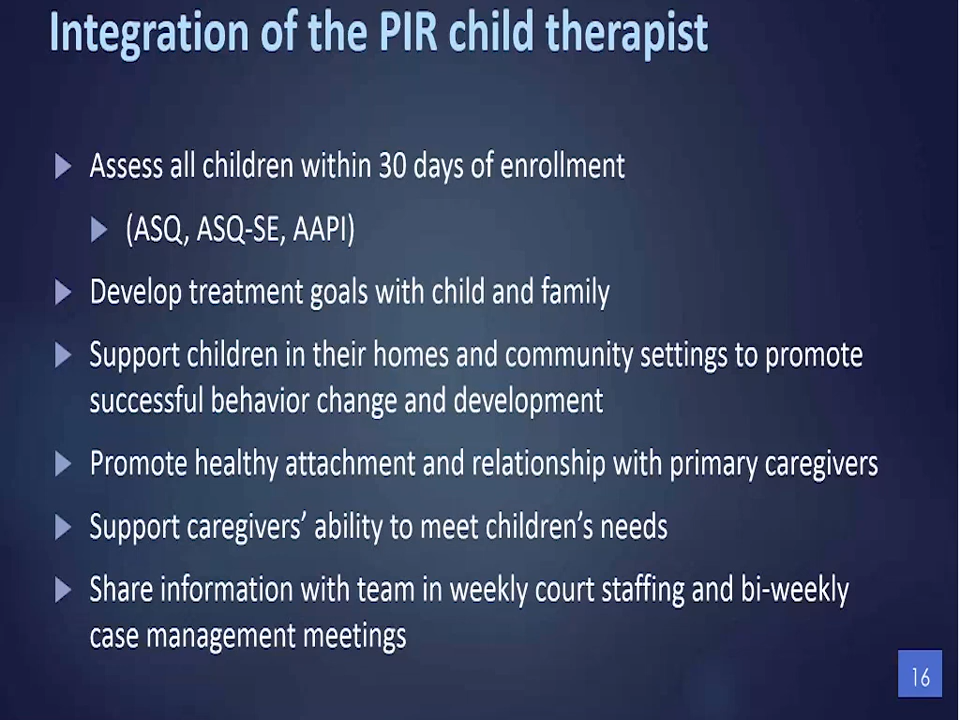 Integration of the PIR child therapist
Assess all children within 30 days of enrollment
(ASQ, ASQ-SE, AAPI)
Develop treatment goals with child and family
Support children in their homes and community settings to promote
successful behavior change and development
Promote healthy attachment and relationship with primary caregivers
Support caregivers’ ability to meet children’s needs
Share information with team in weekly court staffing and bi-weekly
case management meetings
16